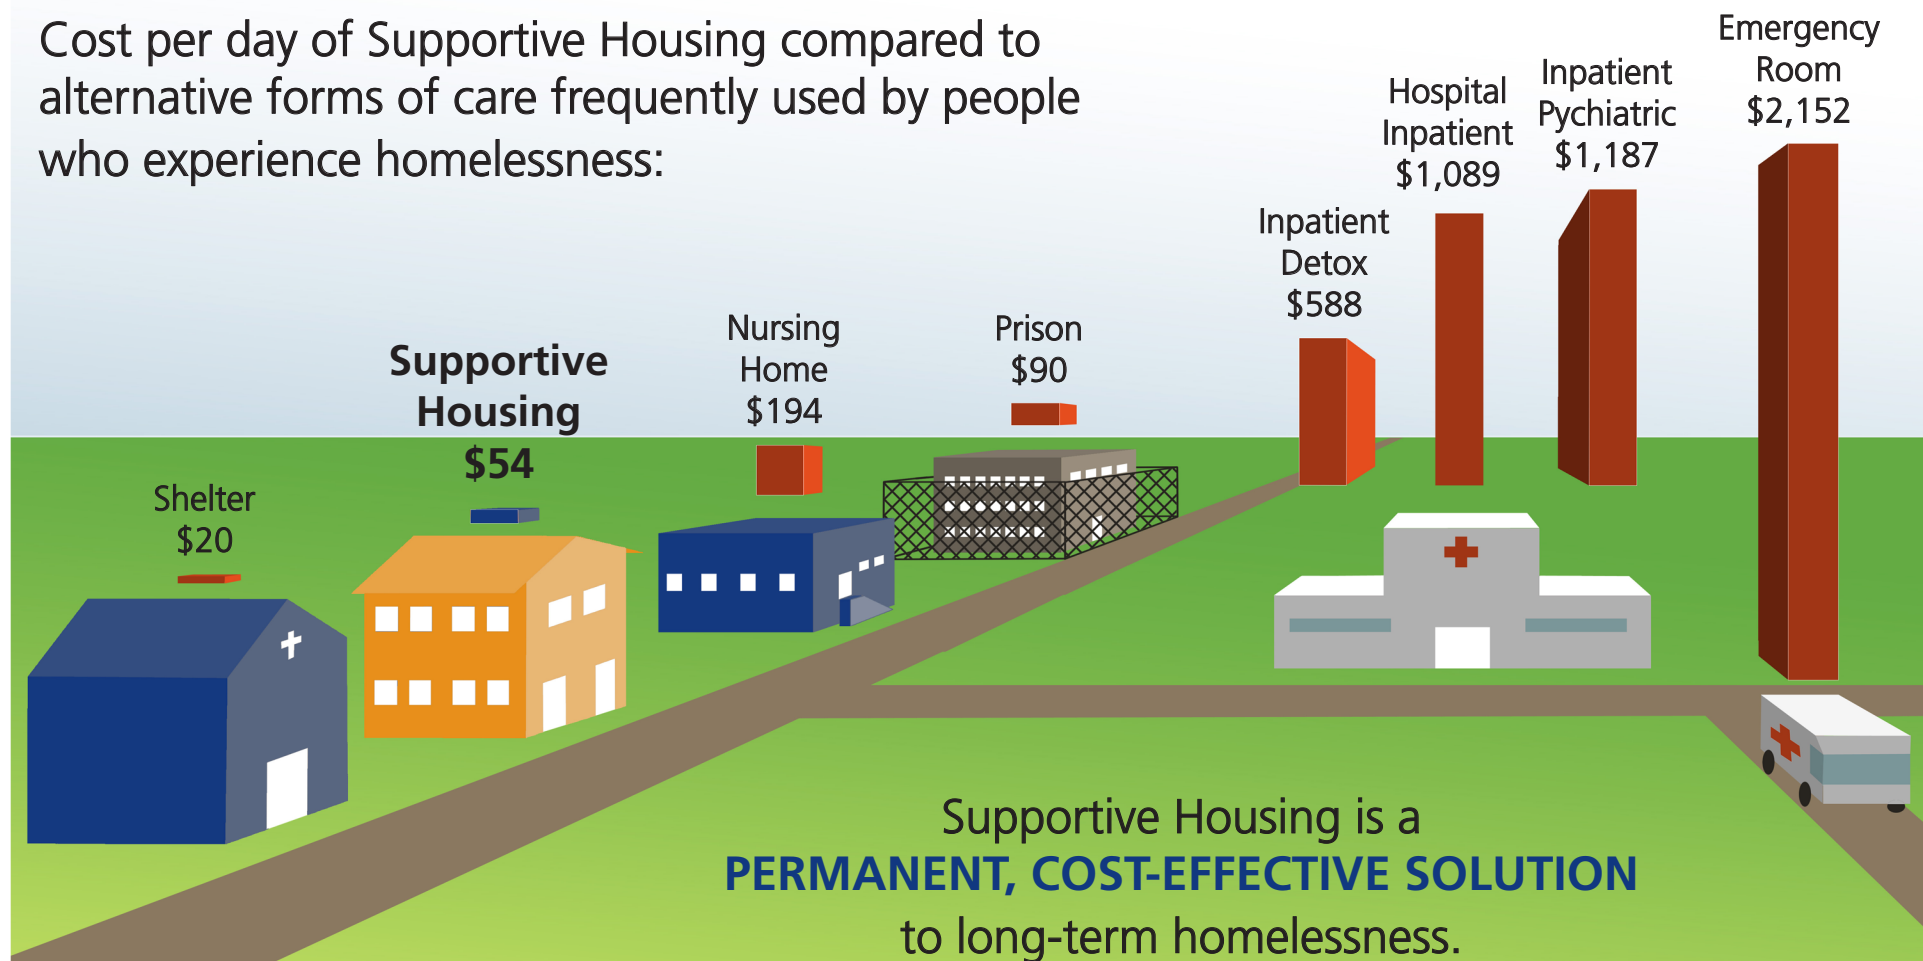 Cost per day of Supportive Housing compared to
alternative forms of care frequently used by people
who experience homelessness:
Shelter
$20
Supportive
Housing
$54
Nursing
Home
$194
Prison
$90
Inpatient
Detox
$588
Hospital
Inpatient
$1,089
Inpatient
Pychiatric
$1,187
Emergency
Room
$2,152
Supportive Housing is a
PERMANENT, COST-EFFECTIVE SOLUTION
to long-term homelessness.